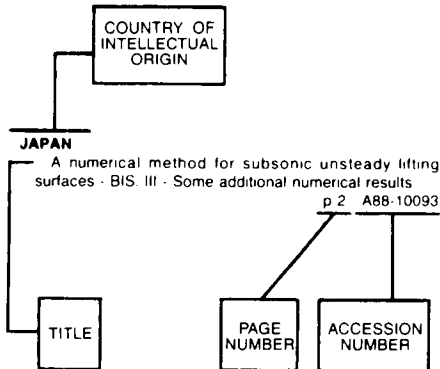 COUNTRY OF
INTELLECTUAL
ORIGIN
JAPAN
A numerical method for subsonic unsteady lifting
surfaces - BIS. III - Some additional numerical results
p 2 A88-10093
TITLE
PAGE
NUMBER
ACCESSION
NUMBER